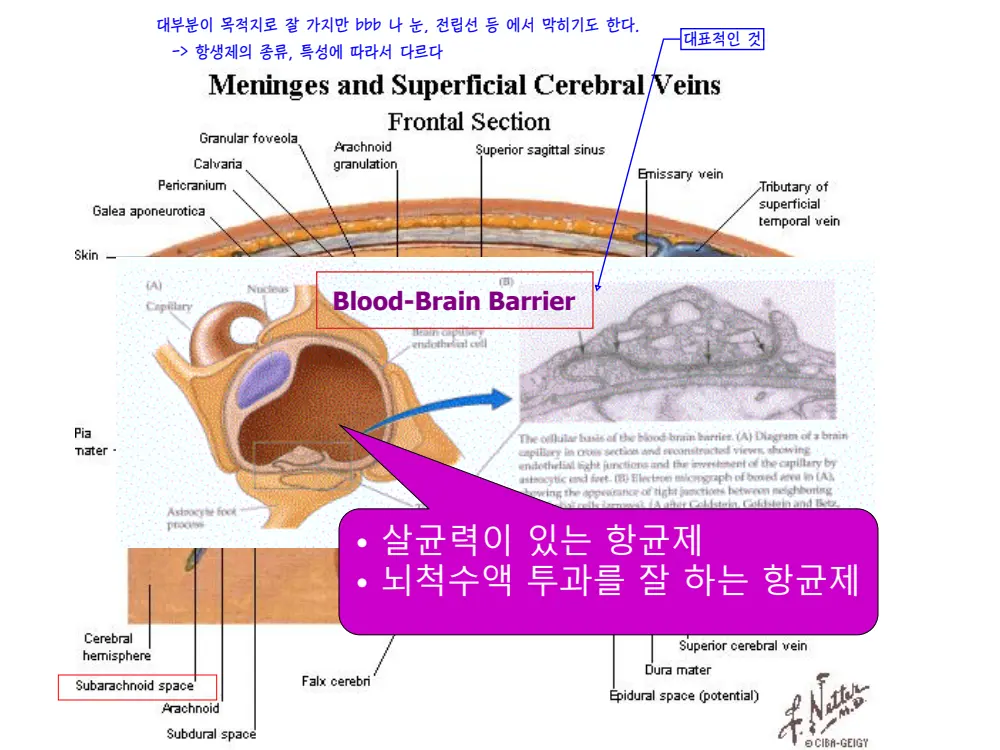 대부분이 목적지로 잘 가지만 bbb 나 눈, 전립선 등 에서 막히기도 한다.
-> 항생제의 종류, 특성에 따라서 다르다
대표적인 것
Meninges and Superficial Cerebral Veins
Frontal Section
Granular foveola
Arachnoid
granulation
Superior sagittal sinus
Calvaria
Emissary vein
Pericranium
Tributary of
superficial
temporal vein
Galea aponeurotica
Skin
(A)
Nucleus
(B)
Capillary
Blood-Brain Barrier
Brain capillary
endothelial cell
Pia
mater
The cellular basis of the blood-brain barrier. (A) Diagram of a brain
capillary in cross section and reconstructed views, showing
endothelial tight junctions and the investment of the capillary by
astrocytic end feet. (B) Electron micrograph of boxed area in (A),
showing the appearance of tight junctions between neighboring
cells (arrows). (A after Goldstein, Goldstein and Betz,
Astrocyte foot
process
• 살균력이 있는 항균제
• 뇌척수액 투과를 잘 하는 항균제
Cerebral
hemisphere
Superior cerebral vein
Dura mater
Subarachnoid space
Falx cerebri
Epidural space (potential)
Arachnoid
Subdural space
F. Netter
M.D.
© CIBA-GEIGY